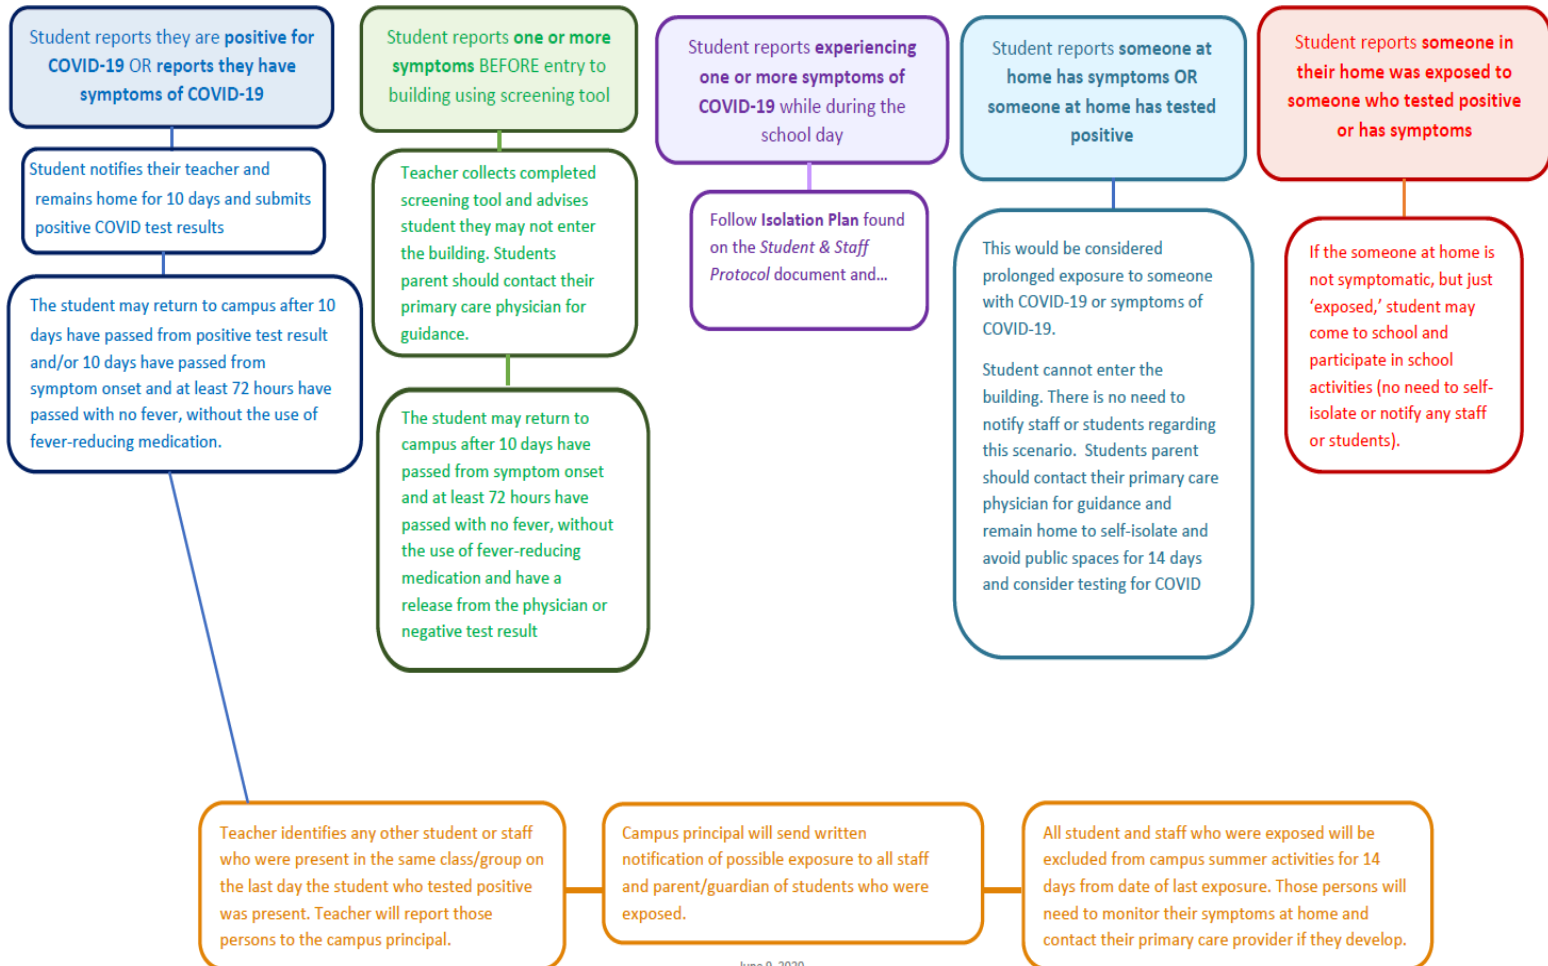 Student reports they are positive for
COVID-19 OR reports they have
symptoms of COVID-19
Student notifies their teacher and
remains home for 10 days and submits
positive COVID test results
The student may return to campus after 10
days have passed from positive test result
and/or 10 days have passed from
symptom onset and at least 72 hours have
passed with no fever, without the use of
fever-reducing medication.
Student reports one or more
symptoms BEFORE entry to
building using screening tool
Teacher collects completed
screening tool and advises
student they may not enter
the building. Students
parent should contact their
primary care physician for
guidance.
The student may return to
campus after 10 days have
passed from symptom onset
and at least 72 hours have
passed with no fever, without
the use of fever-reducing
medication and have a
release from the physician or
negative test result
Student reports experiencing
one or more symptoms of
COVID-19 while during the
school day
Follow Isolation Plan found
on the Student & Staff
Protocol document and...
Student reports someone at
home has symptoms OR
someone at home has tested
positive
This would be considered
prolonged exposure to someone
with COVID-19 or symptoms of
COVID-19.
Student cannot enter the
building. There is no need to
notify staff or students regarding
this scenario. Students parent
should contact their primary care
physician for guidance and
remain home to self-isolate and
avoid public spaces for 14 days
and consider testing for COVID
Student reports someone in
their home was exposed to
someone who tested positive
or has symptoms
If the someone at home is
not symptomatic, but just
‘exposed,’ student may
come to school and
participate in school
activities (no need to self-
isolate or notify any staff
or students).
Teacher identifies any other student or staff
who were present in the same class/group on
the last day the student who tested positive
was present. Teacher will report those
persons to the campus principal.
Campus principal will send written
notification of possible exposure to all staff
and parent/guardian of students who were
exposed.
All student and staff who were exposed will be
excluded from campus summer activities for 14
days from date of last exposure. Those persons will
need to monitor their symptoms at home and
contact their primary care provider if they develop.
June 9, 2020